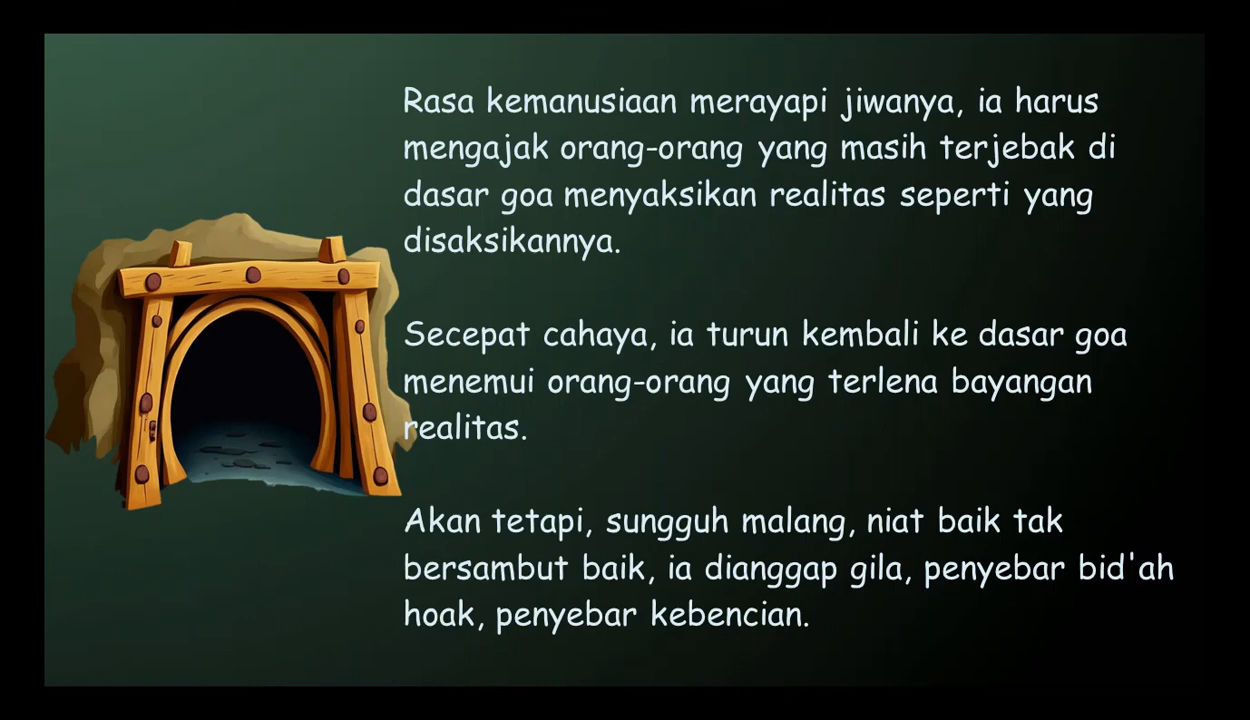 Rasa kemanusiaan merayapi jiwanya, ia harus
mengajak orang-orang yang masih terjebak di
dasar goa menyaksikan realitas seperti yang
disaksikannya.
Secepat cahaya, ia turun kembali ke dasar goa
menemui orang-orang yang terlena bayangan
realitas.
Akan tetapi, sungguh malang, niat baik tak
bersambut baik, ia dianggap gila, penyebar bid'ah
hoak, penyebar kebencian.